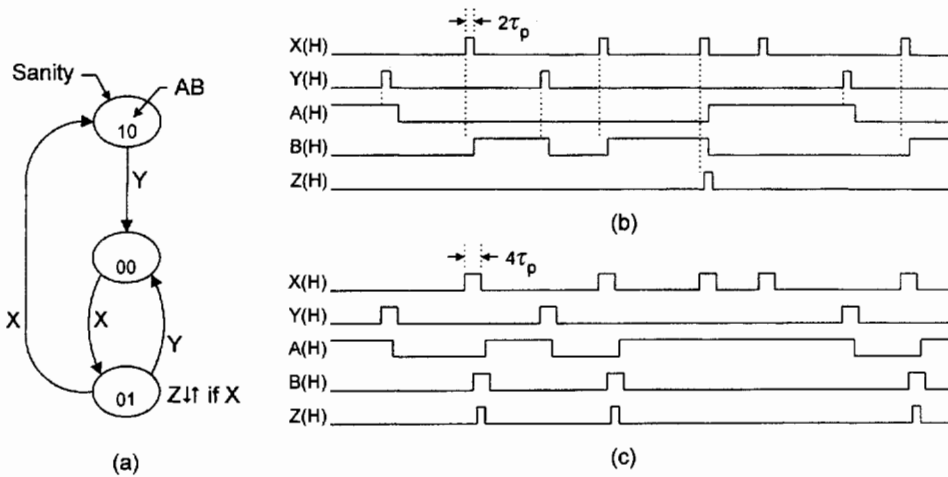 Sanity
AB
10
Y
00
X
X
Y
01
Z↓↑ if X
(a)
2τp
X(H)
Y(H)
A(H)
B(H)
Z(H)
(b)
4τp
X(H)
Y(H)
A(H)
B(H)
Z(H)
(c)